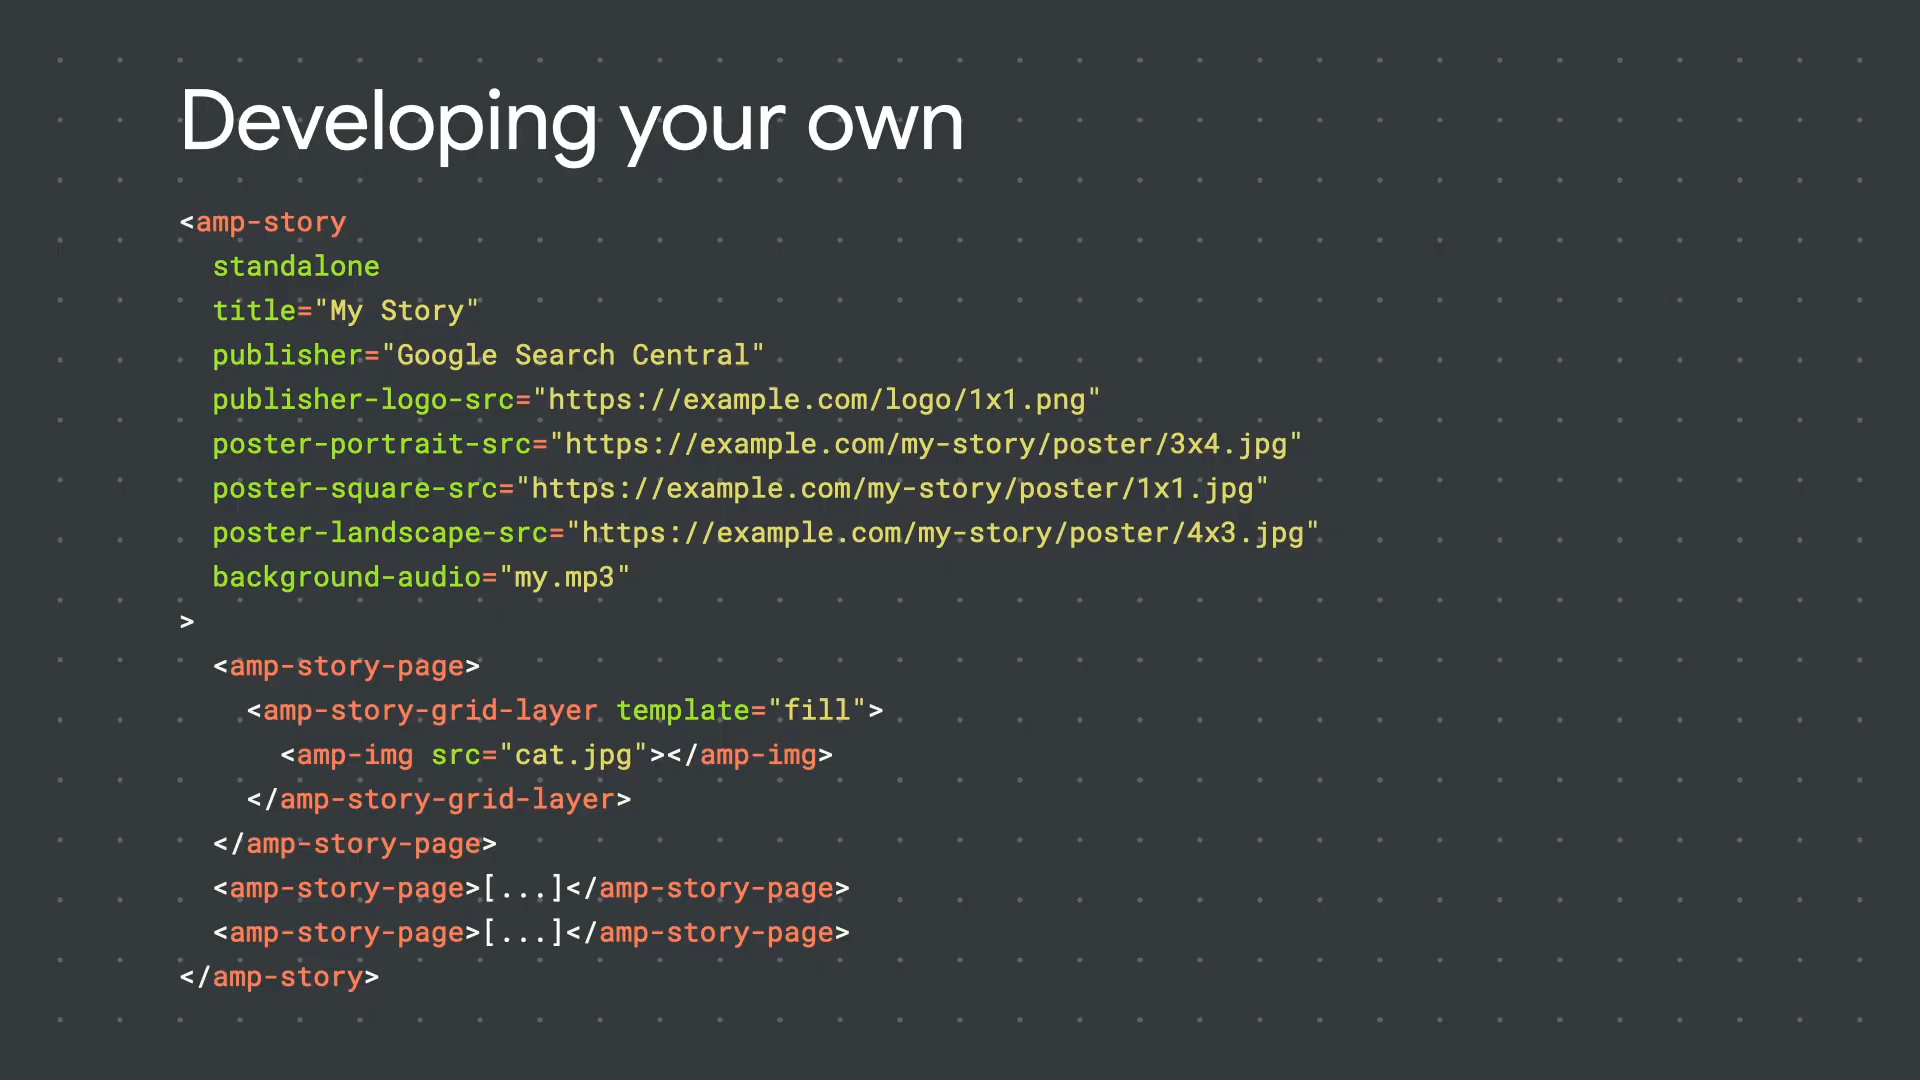 Developing your own
<amp-story
  standalone
  title="My Story"
  publisher="Google Search Central"
  publisher-logo-src="https://example.com/logo/1x1.png"
  poster-portrait-src="https://example.com/my-story/poster/3x4.jpg"
  poster-square-src="https://example.com/my-story/poster/1x1.jpg"
  poster-landscape-src="https://example.com/my-story/poster/4x3.jpg"
  background-audio="my.mp3"
>
  <amp-story-page>
    <amp-story-grid-layer template="fill">
      <amp-img src="cat.jpg"></amp-img>
    </amp-story-grid-layer>
  </amp-story-page>
  <amp-story-page>[...]</amp-story-page>
  <amp-story-page>[...]</amp-story-page>
</amp-story>